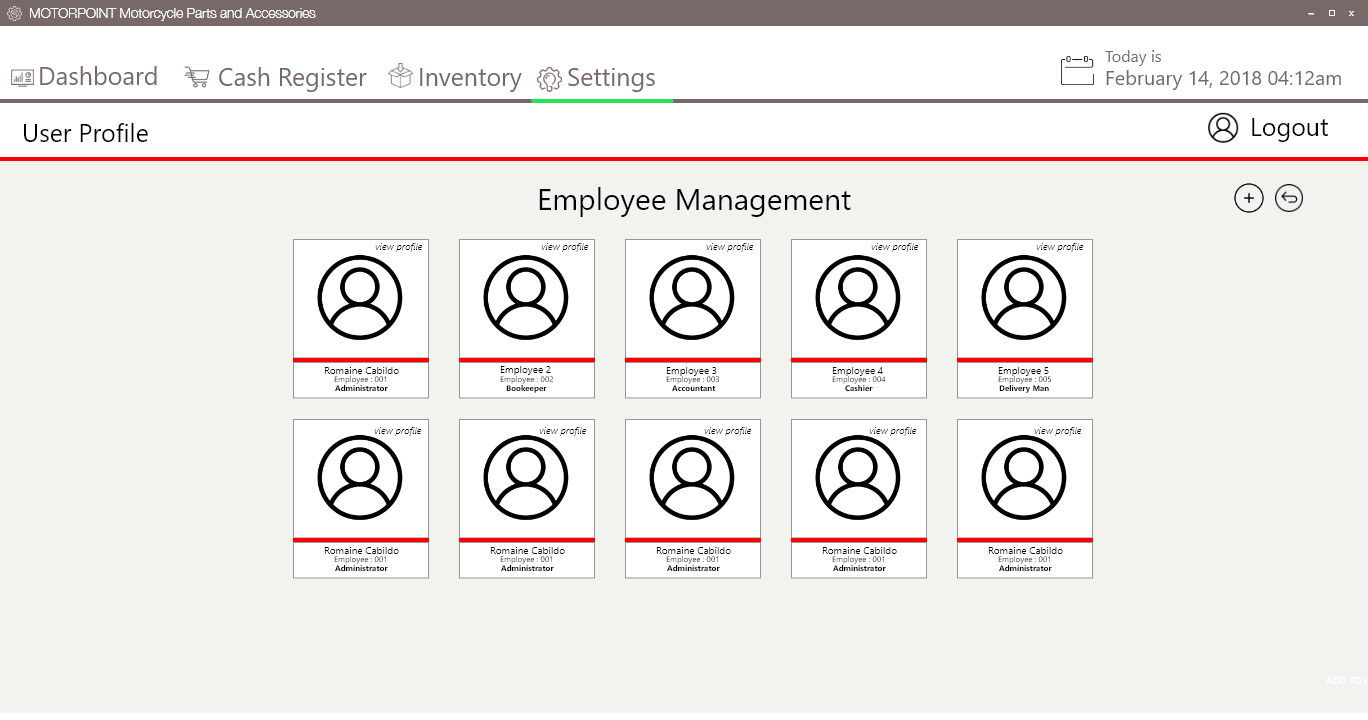 MOTORPOINT Motorcycle Parts and Accessories
Dashboard
Cash Register
Inventory
Settings
Today is
February 14, 2018 04:12am
User Profile
Logout
Employee Management
view profile
Romaine Cabildo
Employee : 001
Administrator
view profile
Employee 2
Employee : 002
Bookeeper
view profile
Employee 3
Employee : 003
Accountant
view profile
Employee 4
Employee : 004
Cashier
view profile
Employee 5
Employee : 005
Delivery Man
view profile
Romaine Cabildo
Employee : 001
Administrator
view profile
Romaine Cabildo
Employee : 001
Administrator
view profile
Romaine Cabildo
Employee : 001
Administrator
view profile
Romaine Cabildo
Employee : 001
Administrator
view profile
Romaine Cabildo
Employee : 001
Administrator
ADD TO